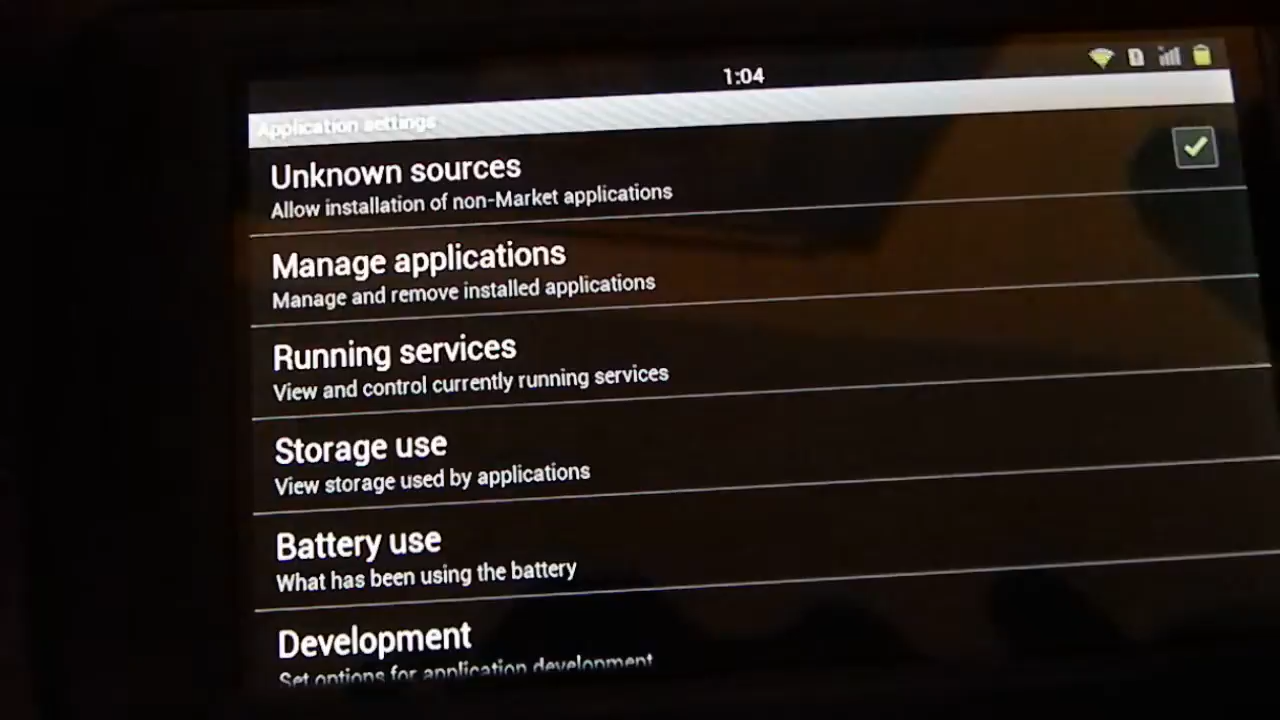 1:04
Application settings
Unknown sources
Allow installation of non-Market applications
Manage applications
Manage and remove installed applications
Running services
View and control currently running services
Storage use
View storage used by applications
Battery use
What has been using the battery
Development
Set options for application development